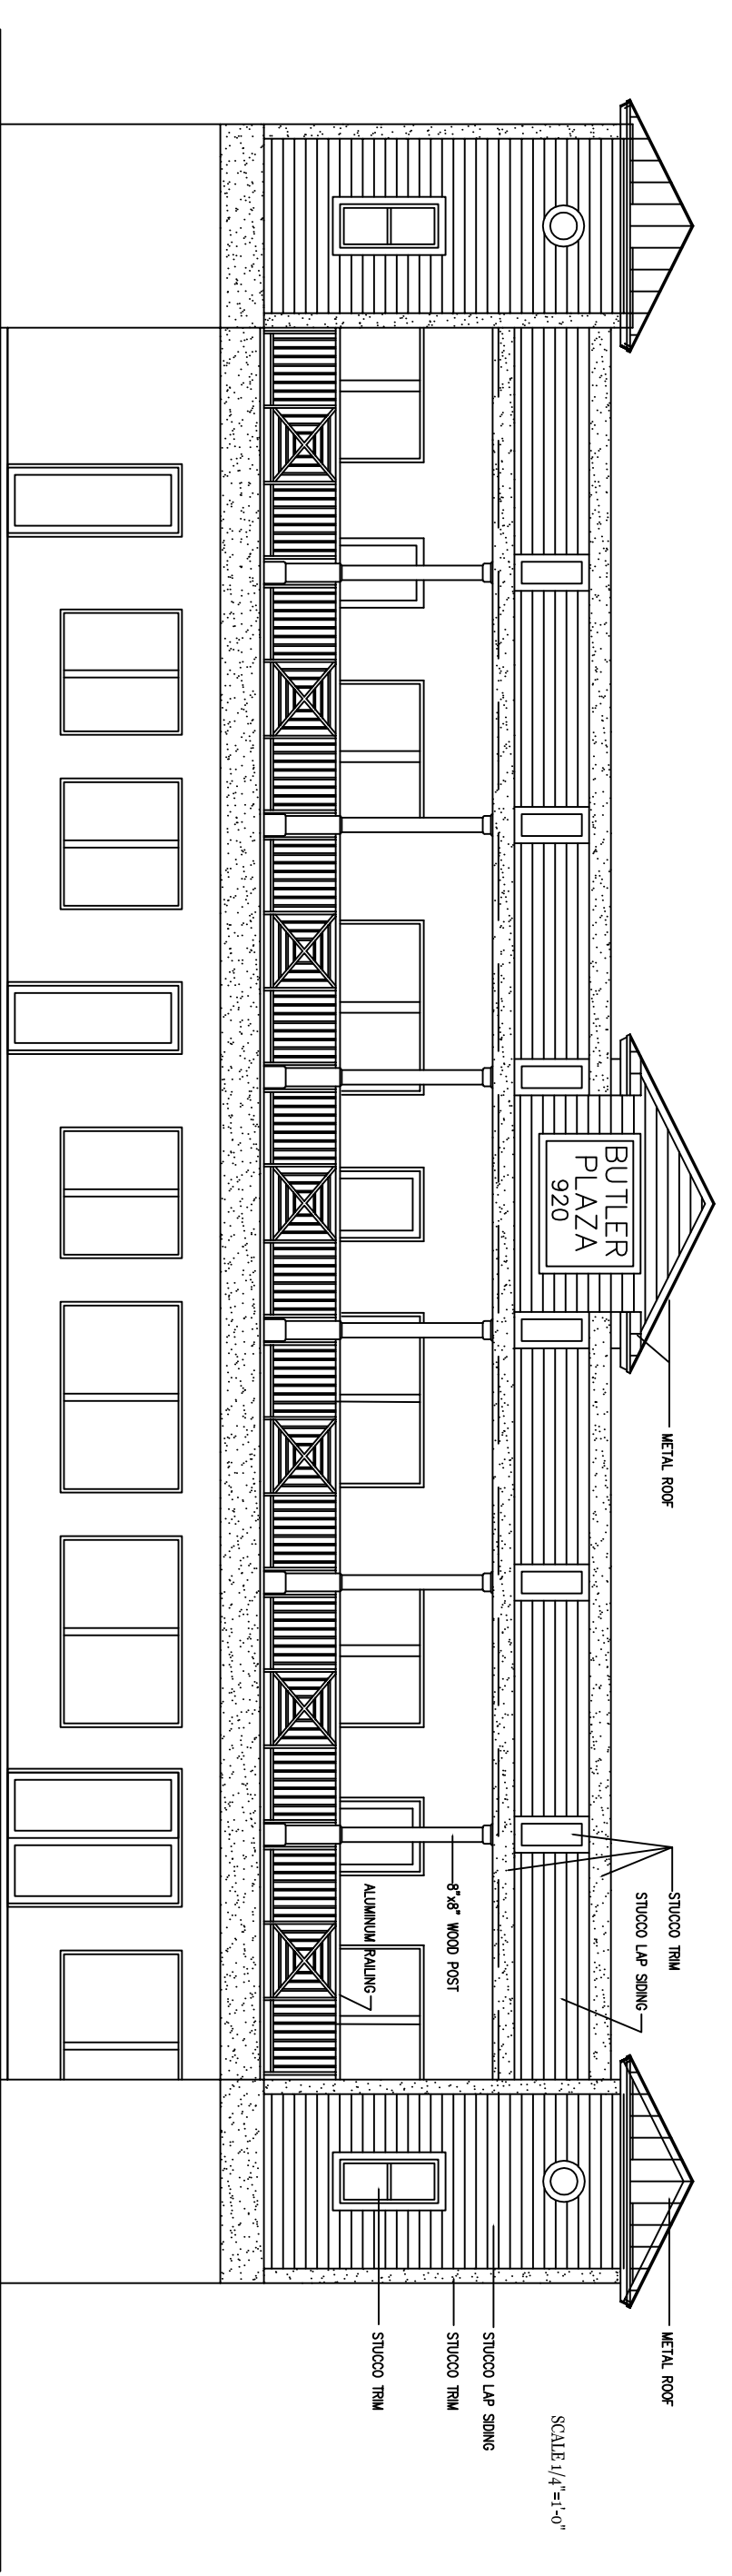 BUTLER
PLAZA
920
METAL ROOF
STUCCO TRIM
STUCCO LAP SIDING
8"x8" WOOD POST
ALUMINUM RAILING
METAL ROOF
STUCCO LAP SIDING
STUCCO TRIM
STUCCO TRIM
SCALE 1/4"=1'-0"